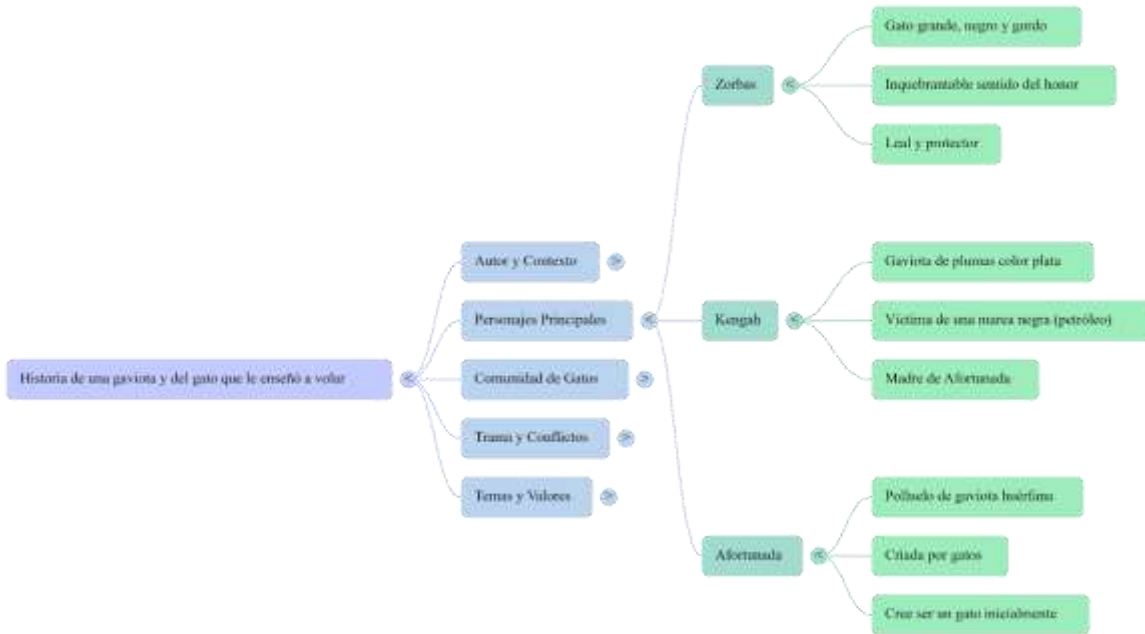 Historia de una gaviota y del gato que le enseñó a volar
Autor y Contexto
Personajes Principales
Comunidad de Gatos
Trama y Conflictos
Temas y Valores
Zorbas
Gato grande, negro y gordo
Inquebrantable sentido del honor
Leal y protector
Kengah
Gaviota de plumas color plata
Víctima de una marea negra (petróleo)
Madre de Afortunada
Afortunada
Polluelo de gaviota huérfana
Criada por gatos
Cree ser un gato inicialmente